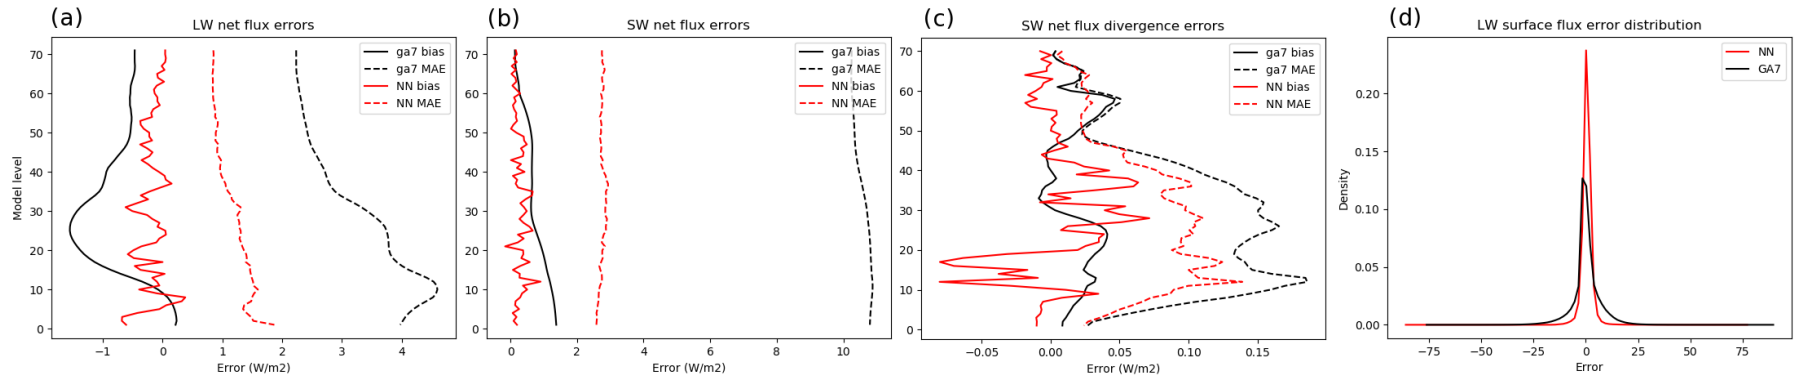 (a)
LW net flux errors
ga7 bias
ga7 MAE
NN bias
NN MAE
Model level
70
60
50
40
30
20
10
0
−1
0
1
2
3
4
Error (W/m2)
(b)
SW net flux errors
ga7 bias
ga7 MAE
NN bias
NN MAE
70
60
50
40
30
20
10
0
0
2
4
6
8
10
Error (W/m2)
(c)
SW net flux divergence errors
ga7 bias
ga7 MAE
NN bias
NN MAE
70
60
50
40
30
20
10
0
−0.05
0.00
0.05
0.10
0.15
Error (W/m2)
(d)
LW surface flux error distribution
NN
GA7
Density
0.20
0.15
0.10
0.05
0.00
−75
−50
−25
0
25
50
75
Error